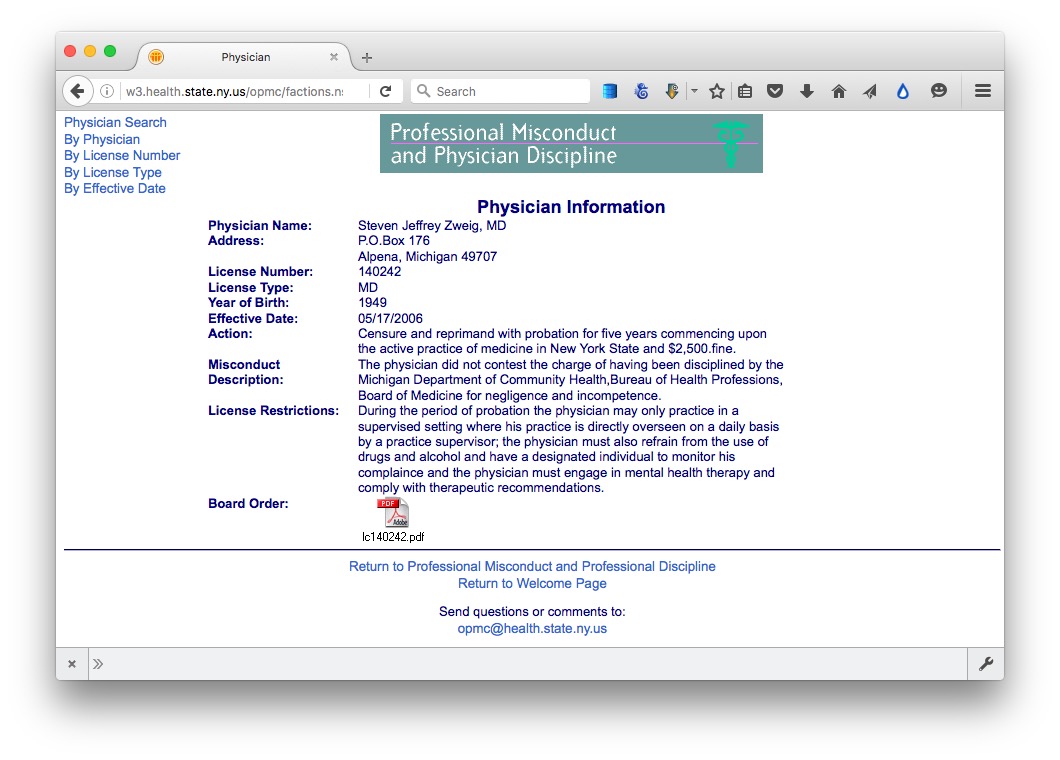 Physician
w3.health.state.ny.us/opmc/factions.ns
Search
Physician Search
By Physician
By License Number
By License Type
By Effective Date
Professional Misconduct
and Physician Discipline
Physician Information
Physician Name: Steven Jeffrey Zweig, MD
Address: P.O.Box 176
Alpena, Michigan 49707
License Number: 140242
License Type: MD
Year of Birth: 1949
Effective Date: 05/17/2006
Action: Censure and reprimand with probation for five years commencing upon
the active practice of medicine in New York State and $2,500.fine.
Misconduct The physician did not contest the charge of having been disciplined by the
Description: Michigan Department of Community Health,Bureau of Health Professions,
Board of Medicine for negligence and incompetence.
License Restrictions: During the period of probation the physician may only practice in a
supervised setting where his practice is directly overseen on a daily basis
by a practice supervisor; the physician must also refrain from the use of
drugs and alcohol and have a designated individual to monitor his
complaince and the physician must engage in mental health therapy and
comply with therapeutic recommendations.
Board Order:
PDF
Adobe
lc140242.pdf
Return to Professional Misconduct and Professional Discipline
Return to Welcome Page
Send questions or comments to:
opmc@health.state.ny.us